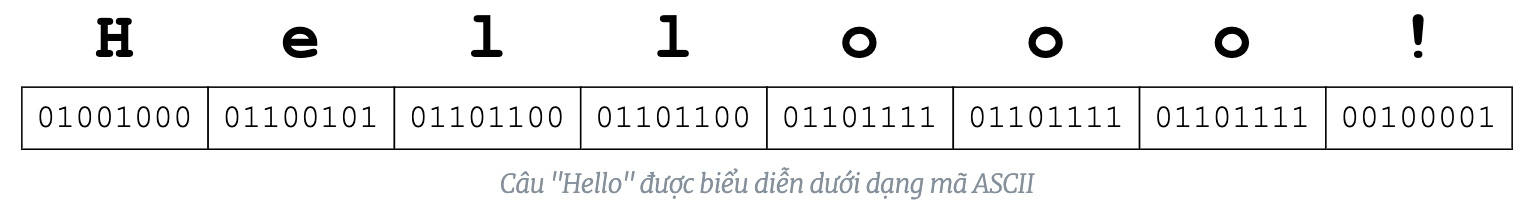 H e l l o o o !
01001000 01100101 01101100 01101100 01101111 01101111 01101111 00100001
Câu "Hello" được biểu diễn dưới dạng mã ASCII